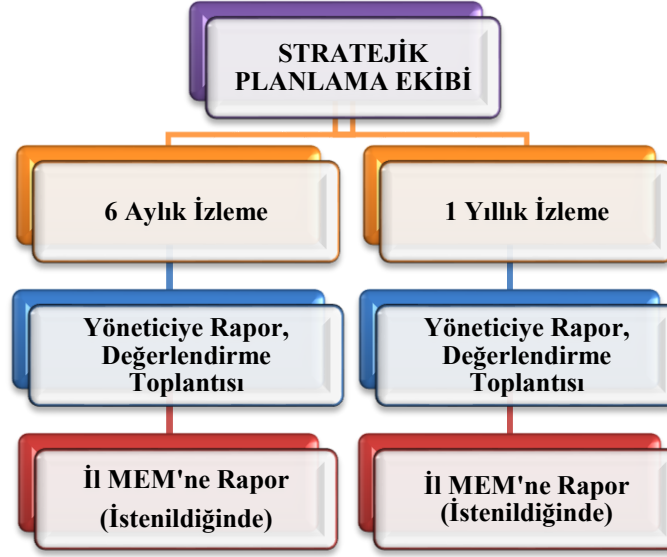 STRATEJİK
PLANLAMA EKİBİ
6 Aylık İzleme
1 Yıllık İzleme
Yöneticiye Rapor,
Değerlendirme
Toplantısı
Yöneticiye Rapor,
Değerlendirme
Toplantısı
İl MEM'ne Rapor
(İstenildiğinde)
İl MEM'ne Rapor
(İstenildiğinde)